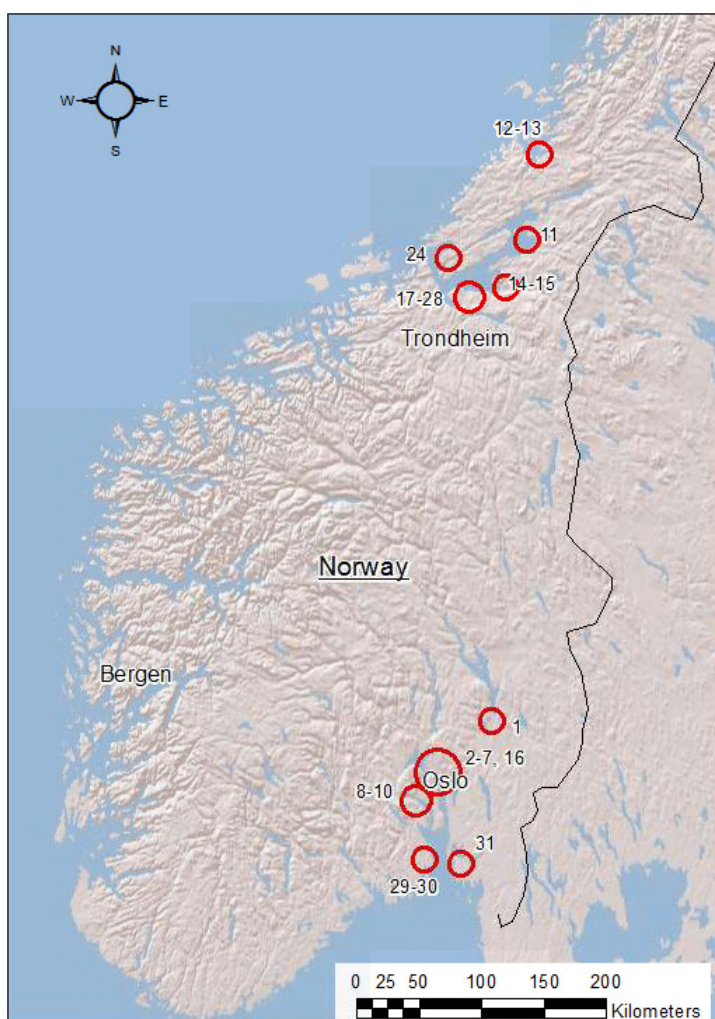 N
W E
S
12-13
11
24
14-15
17-28
Trondheim
Norway
Bergen
1
2-7, 16
Oslo
8-10
31
29-30
0 25 50 100 150 200
Kilometers